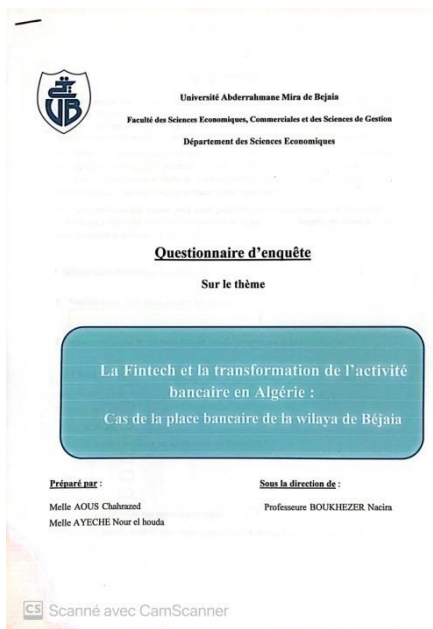 UB
Université Abderrahmane Mira de Bejaia
Faculté des Sciences Economiques, Commerciales et des Sciences de Gestion
Département des Sciences Economiques
Questionnaire d'enquête
Sur le thème
La Fintech et la transformation de l'activité
bancaire en Algérie :
Cas de la place bancaire de la wilaya de Béjaia
Préparé par :
Melle AOUS Chahrazed
Melle AYECHE Nour el houda
Sous la direction de :
Professeure BOUKHEZER Nacira
CS Scanné avec CamScanner